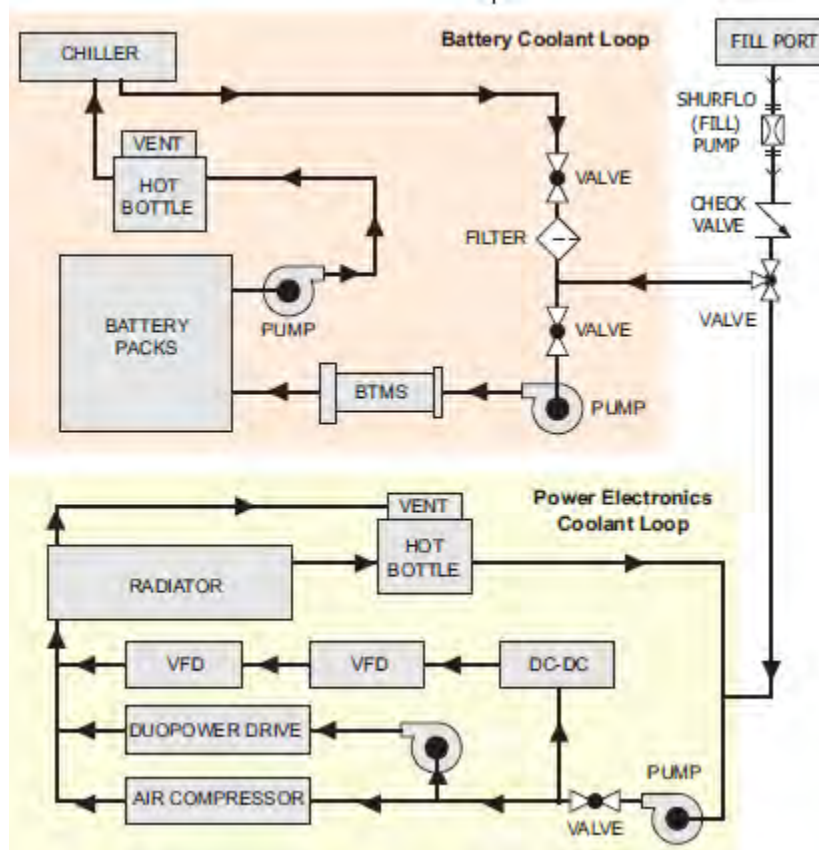 Battery Coolant Loop
FILL PORT
CHILLER
SHURFLO
(FILL)
PUMP
VENT
HOT
BOTTLE
VALVE
CHECK
VALVE
FILTER
BATTERY
PACKS
PUMP
VALVE
VALVE
BTMS
PUMP
Power Electronics
Coolant Loop
VENT
HOT
BOTTLE
RADIATOR
VFD
VFD
DC-DC
DUOPOWER DRIVE
PUMP
AIR COMPRESSOR
VALVE